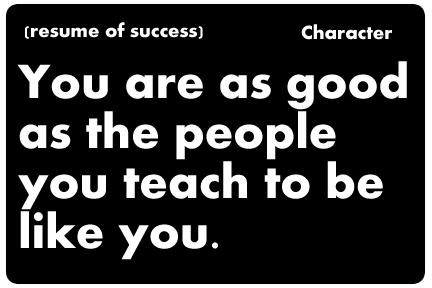 (resume of success) Character
You are as good
as the people
you teach to be
like you.